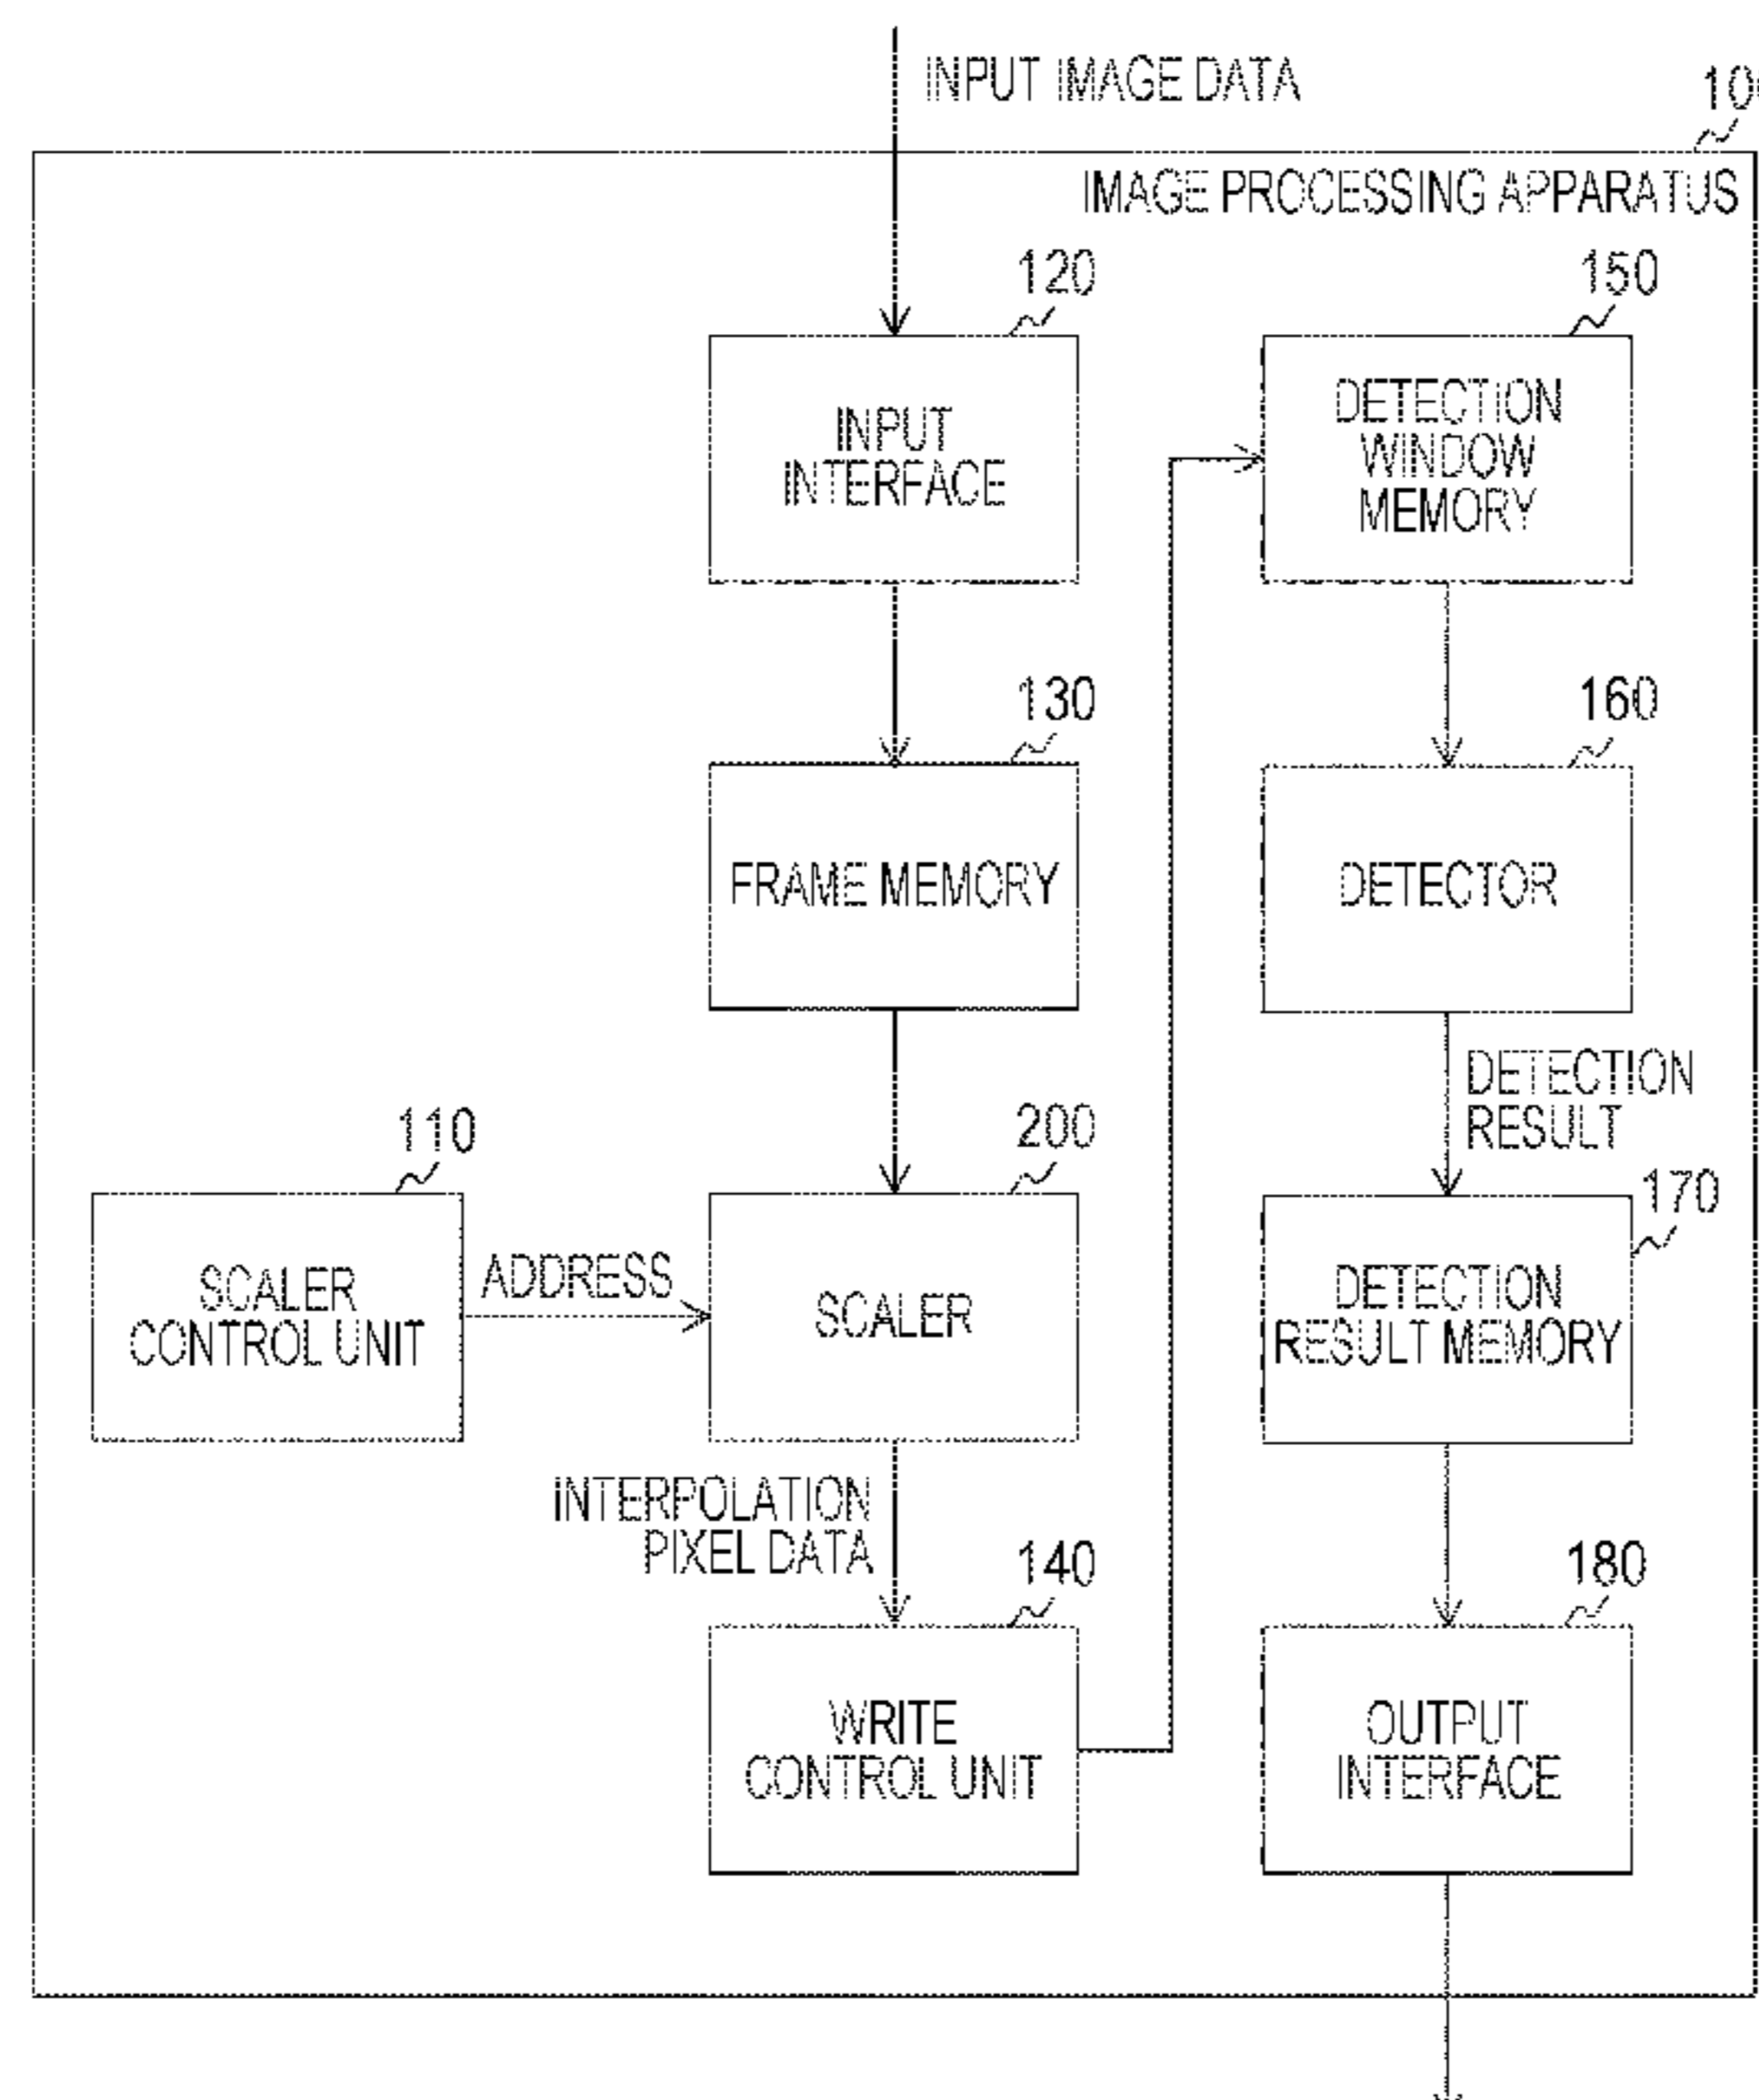 INPUT IMAGE DATA
IMAGE PROCESSING APPARATUS
120
INPUT
INTERFACE
150
DETECTION
WINDOW
MEMORY
130
FRAME MEMORY
160
DETECTOR
DETECTION
RESULT
110
SCALER
CONTROL UNIT
ADDRESS
200
SCALER
170
DETECTION
RESULT MEMORY
INTERPOLATION
PIXEL DATA
140
WRITE
CONTROL UNIT
180
OUTPUT
INTERFACE